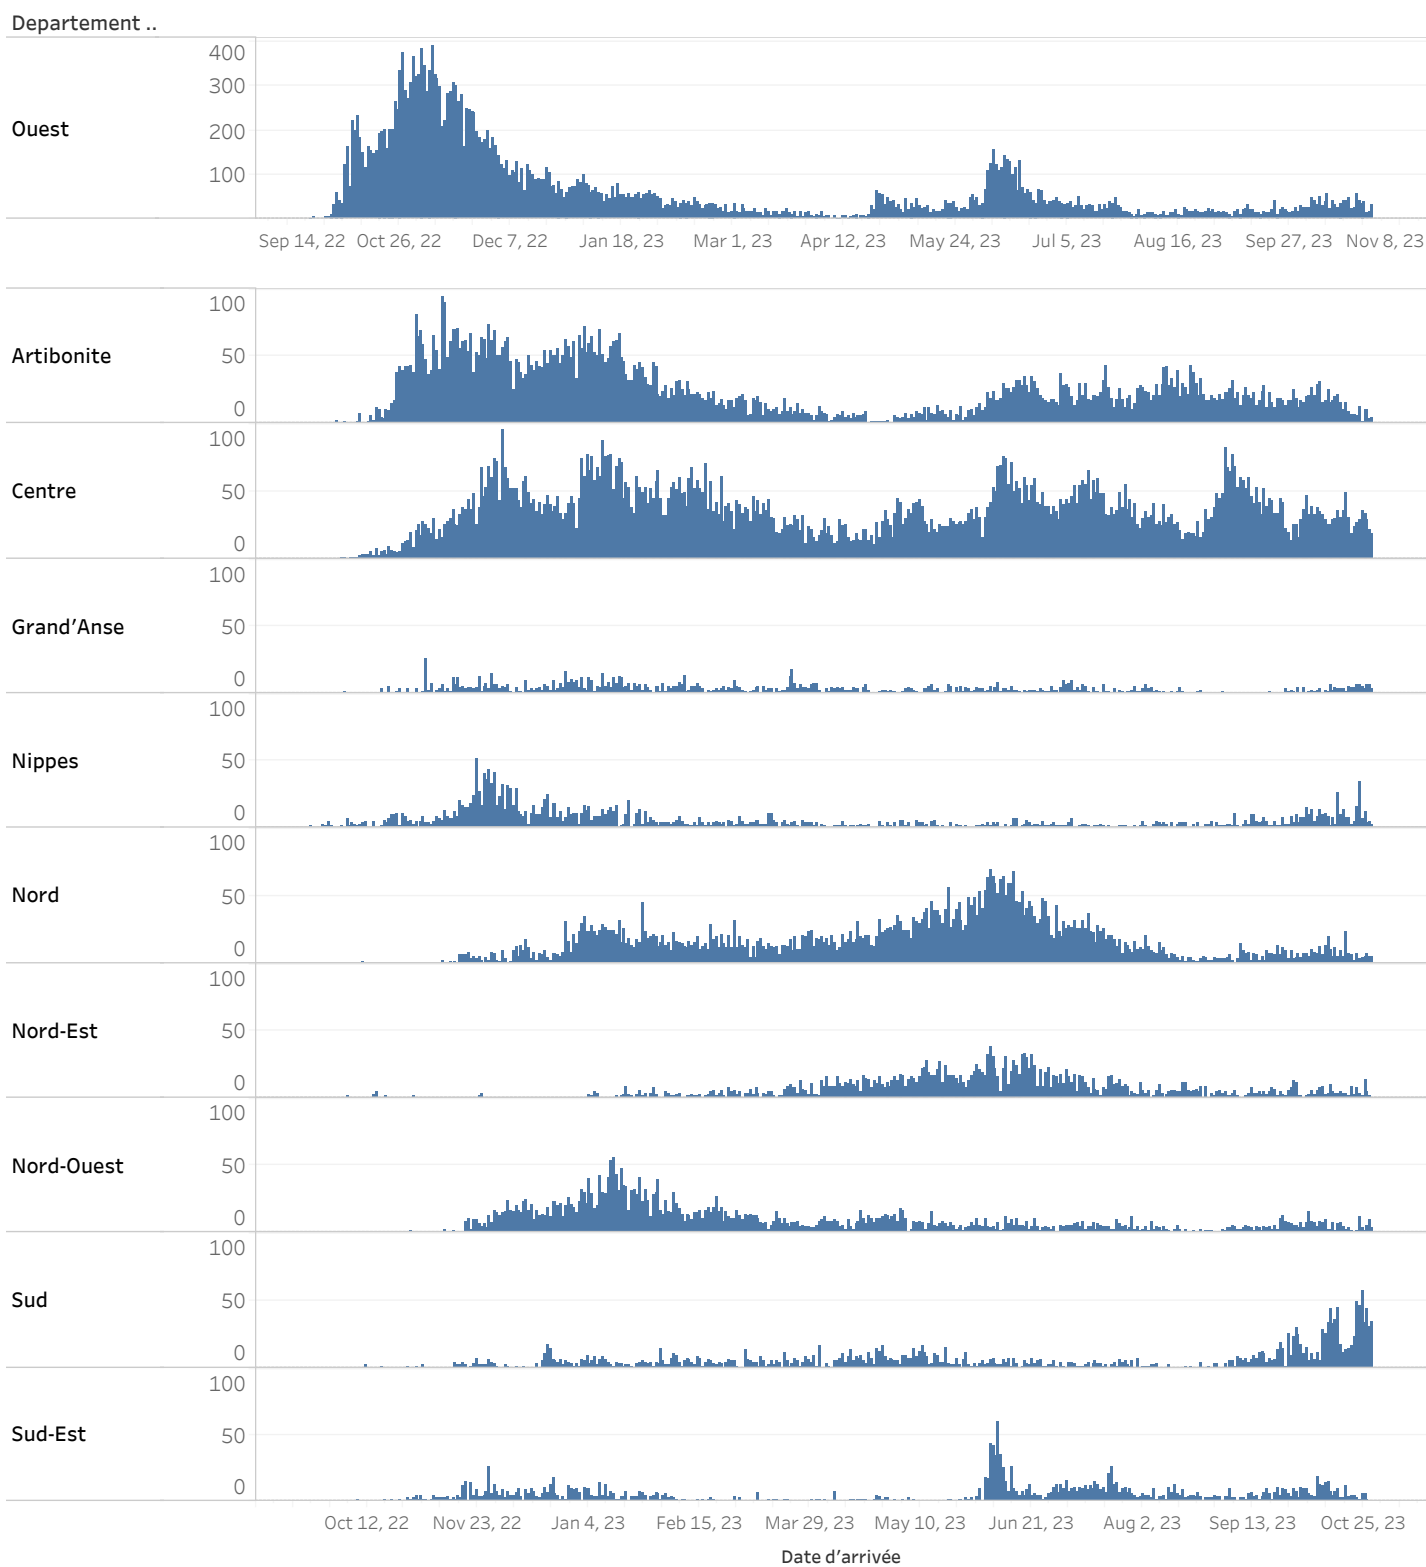 Departement ..
400
300
Ouest
200
100
Sep 14, 22 Oct 26, 22 Dec 7, 22 Jan 18, 23 Mar 1, 23 Apr 12, 23 May 24, 23 Jul 5, 23 Aug 16, 23 Sep 27, 23 Nov 8, 23
100
Artibonite 50
0
100
Centre 50
0
100
Grand'Anse 50
0
100
Nippes 50
0
100
Nord 50
0
100
Nord-Est 50
0
100
Nord-Ouest 50
0
100
Sud 50
0
100
Sud-Est 50
0
Oct 12, 22 Nov 23, 22 Jan 4, 23 Feb 15, 23 Mar 29, 23 May 10, 23 Jun 21, 23 Aug 2, 23 Sep 13, 23 Oct 25, 23
Date d'arrivée